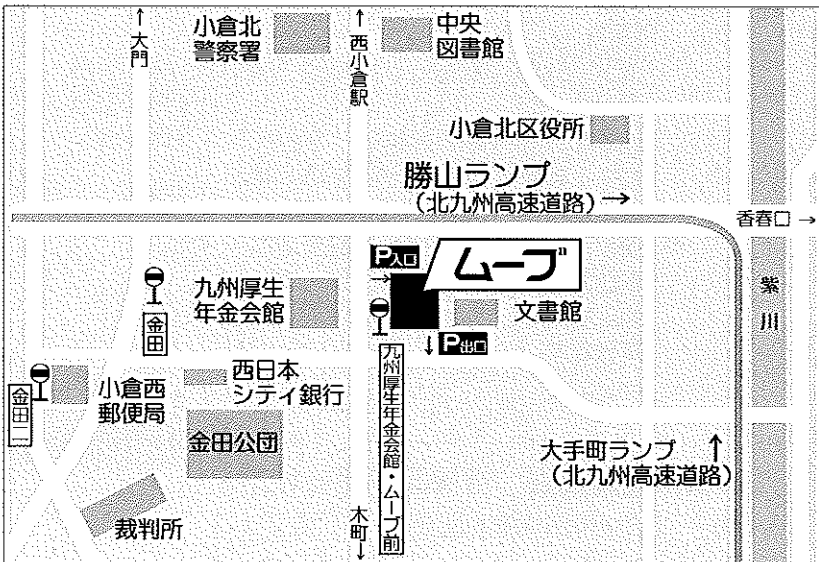 ↑大門
小倉北
警察署
↑西小倉駅
中央
図書館
小倉北区役所
勝山ランプ
(北九州高速道路)→
香春口→
P入口
→
ムーブ
九州厚生
年金会館
文書館
紫川
金田
↓P出口
西日本
シティ銀行
小倉西
郵便局
金田二
金田公団
九州厚生年金会館・ムーブ前
大手町ランプ↑
(北九州高速道路)
裁判所
木町↓